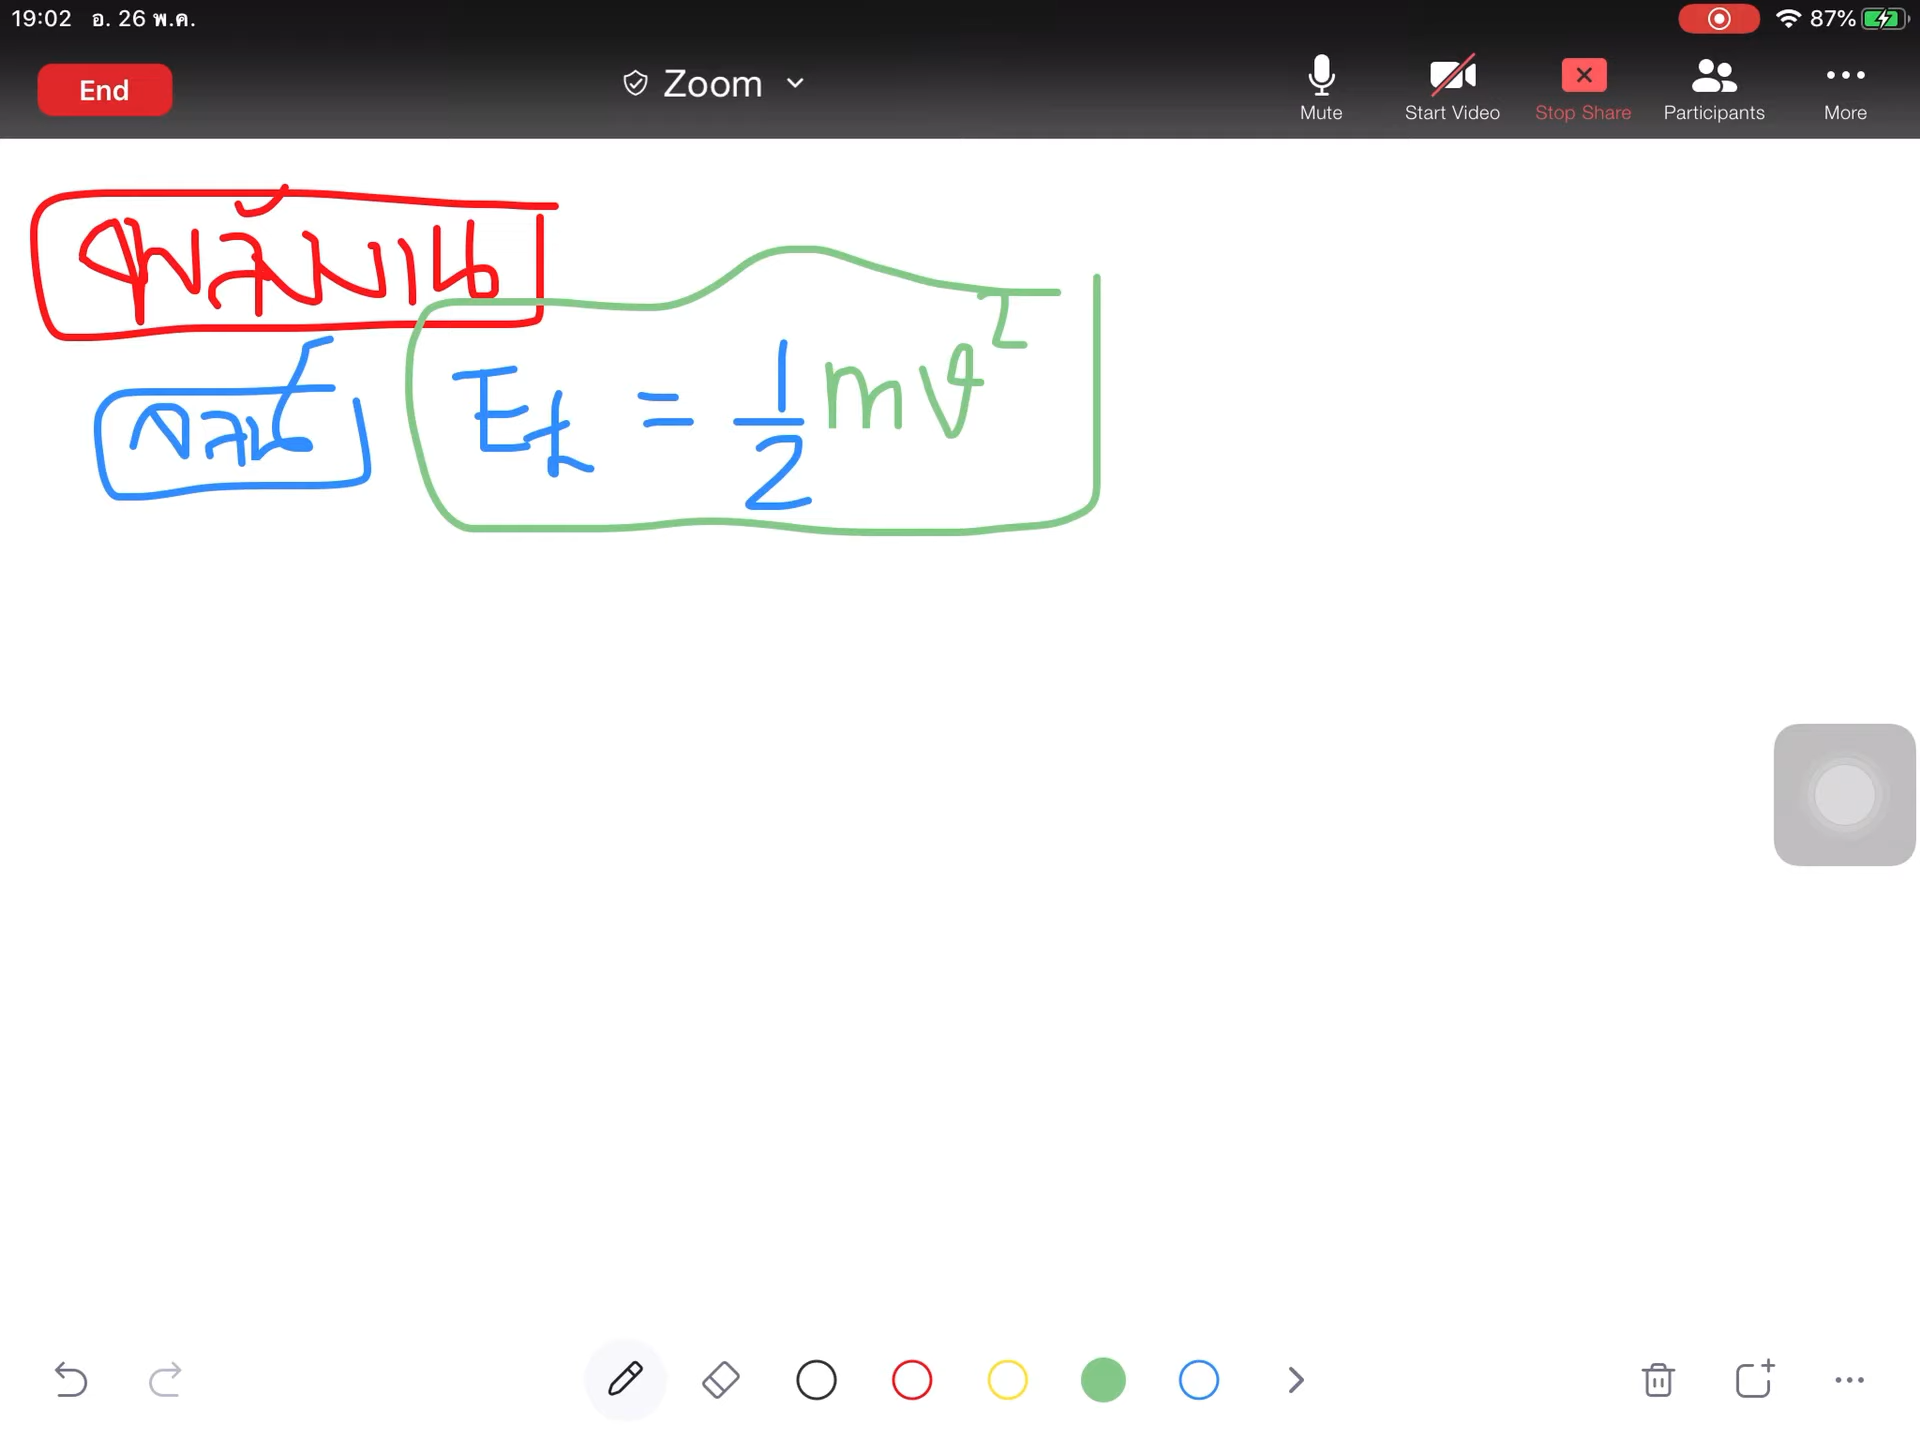 19:02 อ. 26 พ.ค. 87%
End Zoom Mute Start Video Stop Share Participants More
พลังงาน
จลน์ Ek = 1/2 mv²